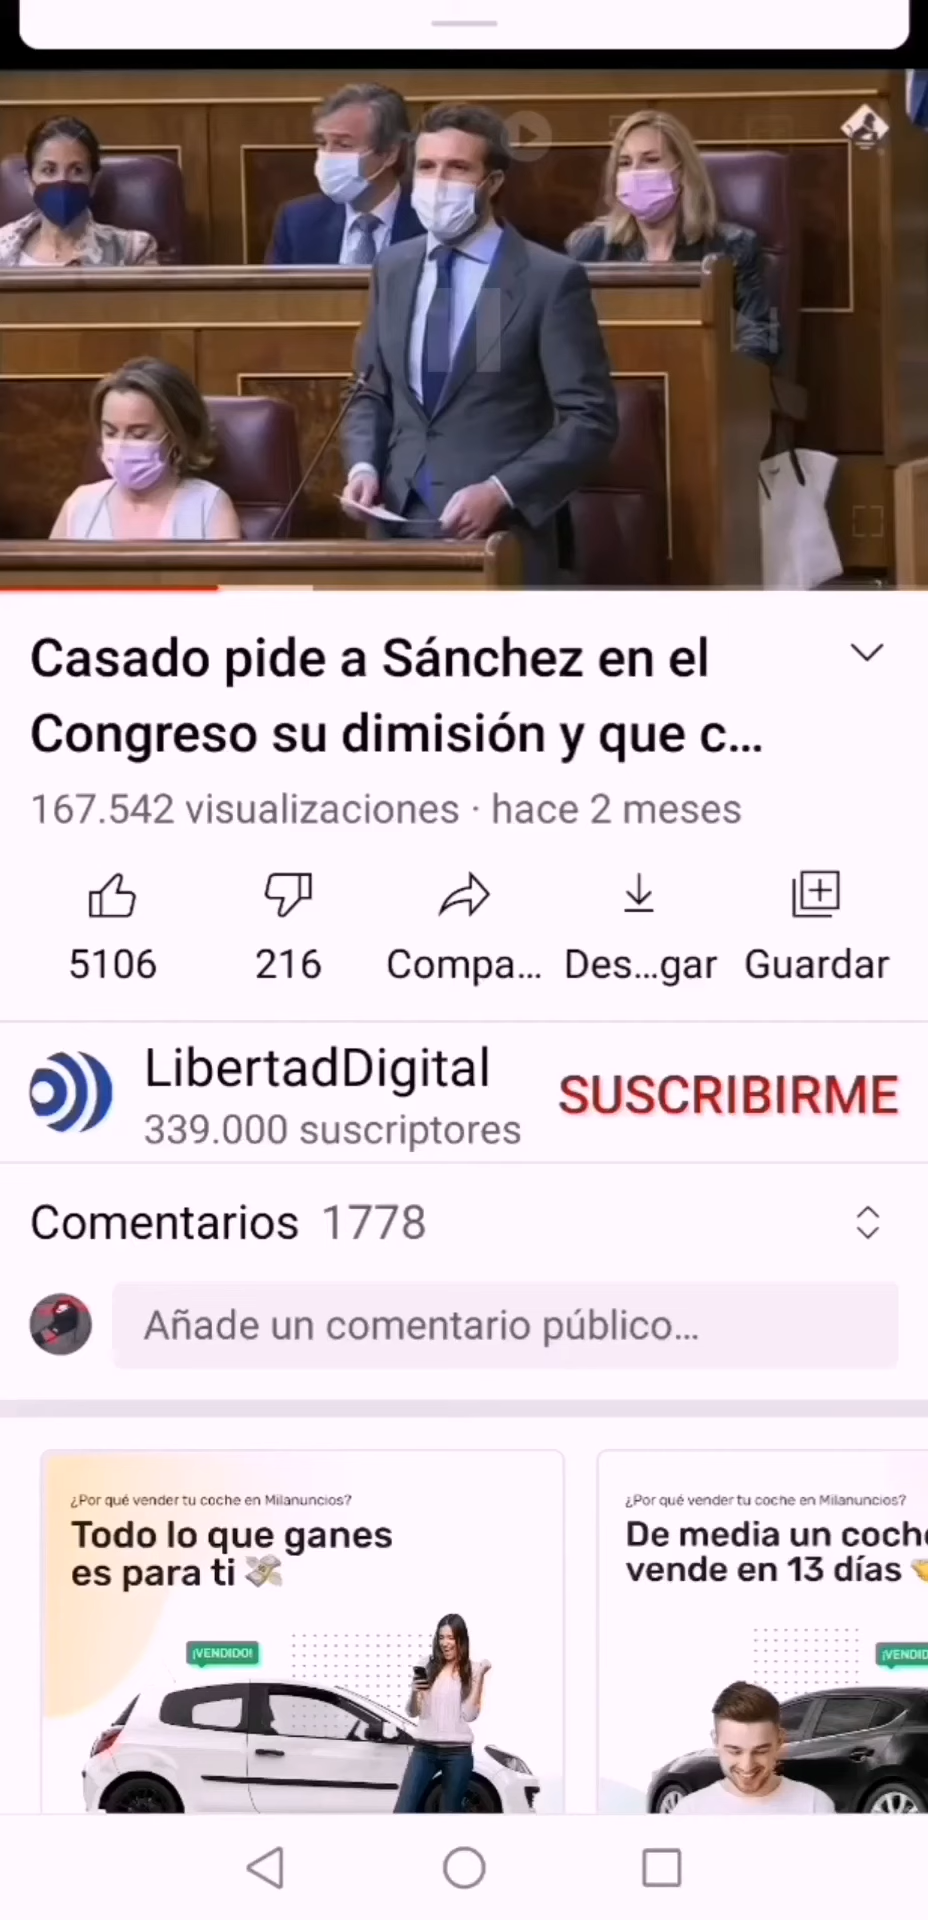 Casado pide a Sánchez en el
Congreso su dimisión y que c...
167.542 visualizaciones · hace 2 meses
5106
216
Compa...
Des...gar
Guardar
LibertadDigital
339.000 suscriptores
SUSCRIBIRME
Comentarios 1778
Añade un comentario público...
¿Por qué vender tu coche en Milanuncios?
Todo lo que ganes
es para ti
¡VENDIDO!
¿Por qué vender tu coche en Milanuncios?
De media un coche
vende en 13 días
¡VENDID